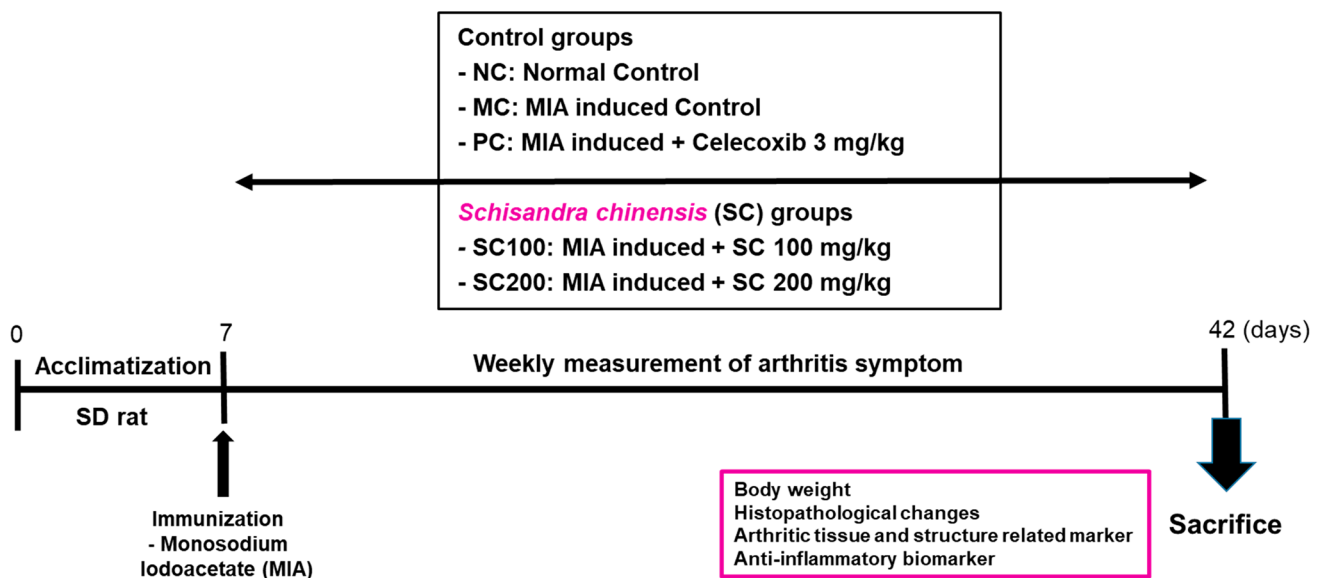 Control groups
- NC: Normal Control
- MC: MIA induced Control
- PC: MIA induced + Celecoxib 3 mg/kg
Schisandra chinensis (SC) groups
- SC100: MIA induced + SC 100 mg/kg
- SC200: MIA induced + SC 200 mg/kg
0
7
42 (days)
Acclimatization
Weekly measurement of arthritis symptom
SD rat
Immunization
- Monosodium
Iodoacetate (MIA)
Body weight
Histopathological changes
Arthritic tissue and structure related marker
Anti-inflammatory biomarker
Sacrifice